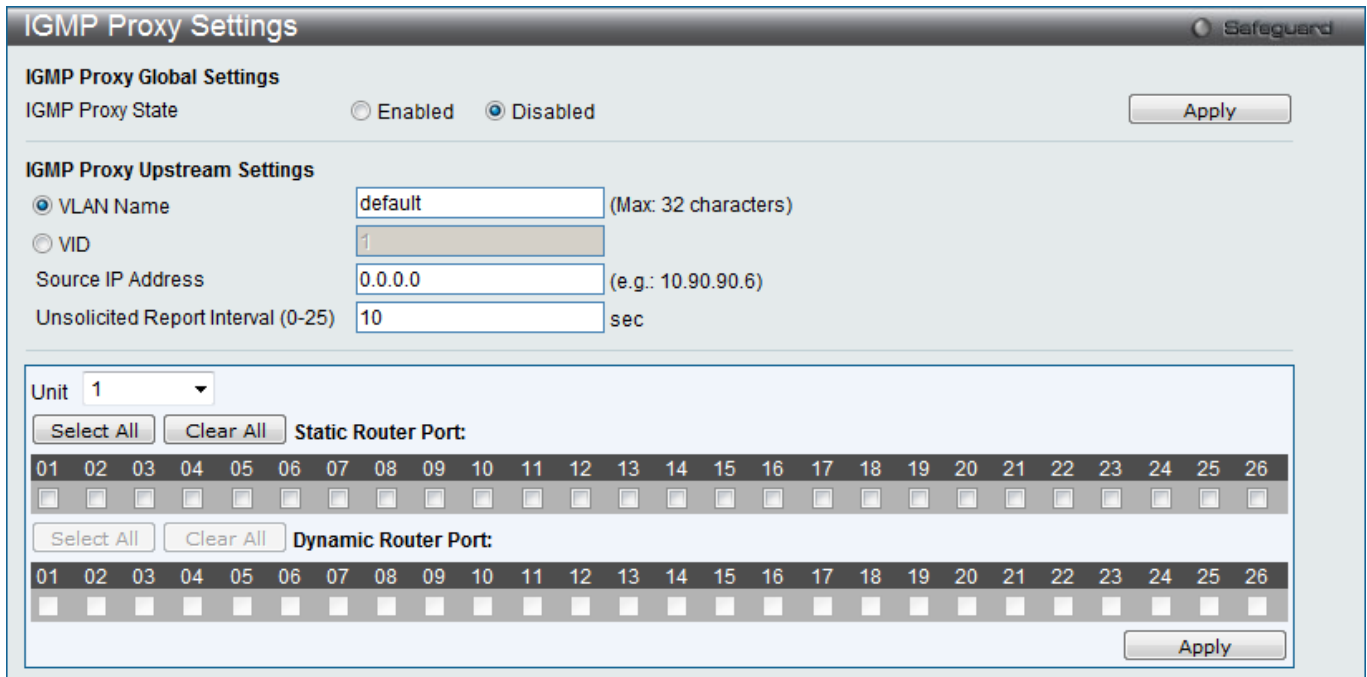 IGMP Proxy Settings Safeguard
IGMP Proxy Global Settings
IGMP Proxy State Enabled Disabled Apply
IGMP Proxy Upstream Settings
VLAN Name default (Max: 32 characters)
VID 1
Source IP Address 0.0.0.0 (e.g.: 10.90.90.6)
Unsolicited Report Interval (0-25) 10 sec
Unit 1
Select All Clear All Static Router Port:
01 02 03 04 05 06 07 08 09 10 11 12 13 14 15 16 17 18 19 20 21 22 23 24 25 26
Select All Clear All Dynamic Router Port:
01 02 03 04 05 06 07 08 09 10 11 12 13 14 15 16 17 18 19 20 21 22 23 24 25 26
Apply